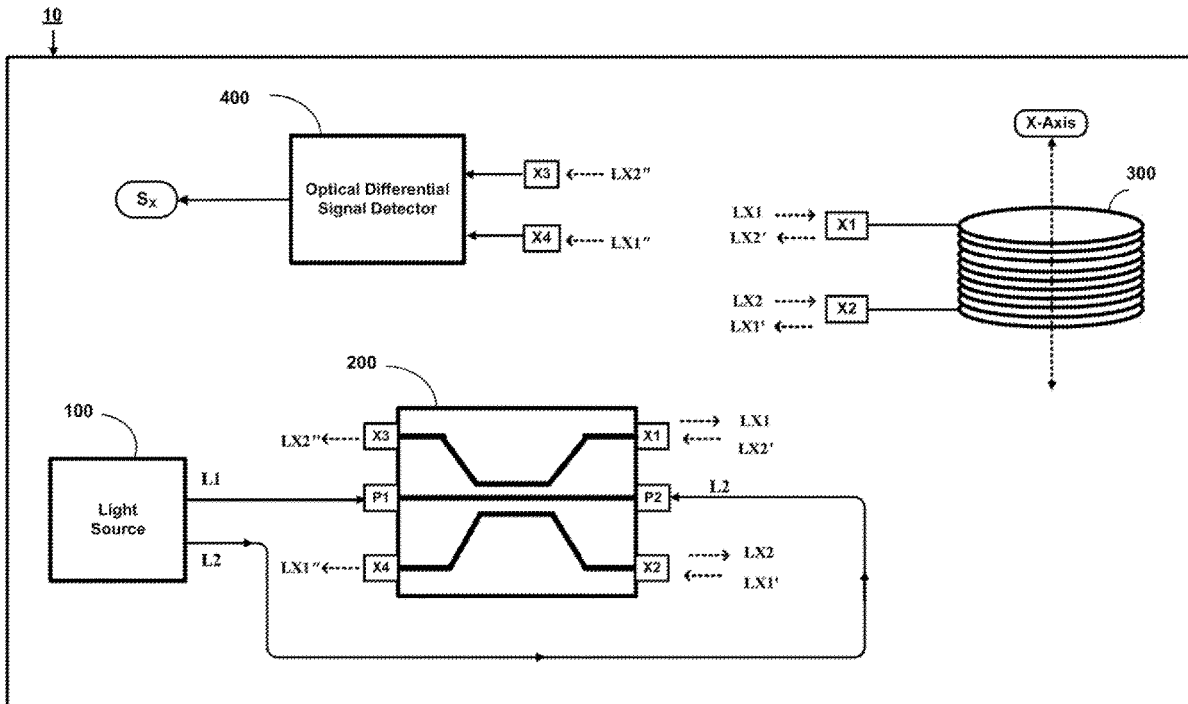 10
400
X-Axis
300
Optical Differential
Signal Detector
X3
LX2"
X4
LX1"
Sx
LX1
LX2'
X1
LX2
LX1'
X2
200
100
Light
Source
L1
L2
LX2"
X3
P1
LX1"
X4
X1
LX1
LX2'
P2
L2
X2
LX2
LX1'